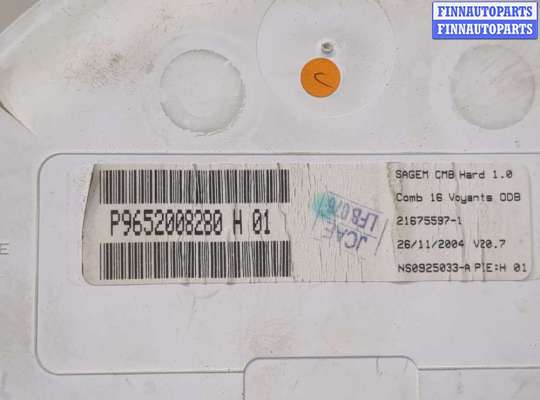 FINNAUTOPARTS
FINNAUTOPARTS
P9652008280 H 01
SAGEM CMB Hard 1.0
Comb 16 Voyants ODB
21675597-1
26/11/2004 V20.7
NS0925033-A PIE:H 01
JCAE
LFB076
E